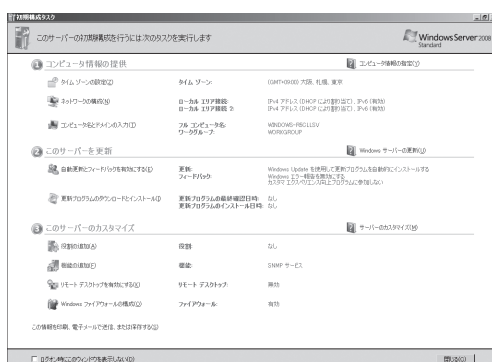 初期構成タスク
このサーバーの初期構成を行うには次のタスクを実行します
Windows Server 2008
Standard
1 コンピュータ情報の提供
コンピュータ情報の指定(Y)
タイム ゾーンの設定(Z)
タイム ゾーン:
(GMT+09:00) 大阪、札幌、東京
ネットワークの構成(N)
ローカル エリア接続:
IPv4 アドレス (DHCP により割り当て)、IPv6 (有効)
ローカル エリア接続 2:
IPv4 アドレス (DHCP により割り当て)、IPv6 (有効)
コンピュータ名とドメインの入力(I)
フル コンピュータ名:
ワークグループ:
WORKGROUP
2 このサーバーを更新
Windows サーバーの更新(U)
自動更新とフィードバックを有効にする(E)
更新:
Windows Update を使用して更新プログラムを自動的にインストールする
フィードバック:
Windows エラー報告を無効にする
カスタマ エクスペリエンス向上プログラムに参加しない
更新プログラムのダウンロードとインストール(I)
更新プログラムの最終確認日時:
なし
更新プログラムのインストール日時:
なし
3 このサーバーのカスタマイズ
サーバーのカスタマイズ(M)
役割の追加(A)
役割:
なし
機能の追加(F)
機能:
SNMP サービス
リモート デスクトップを有効にする(K)
リモート デスクトップ:
無効
Windows ファイアウォールの構成(O)
ファイアウォール:
有効
この情報を印刷、電子メールで送信、または保存する(S)
ログオン時にこのウィンドウを表示しない(D)
閉じる(C)